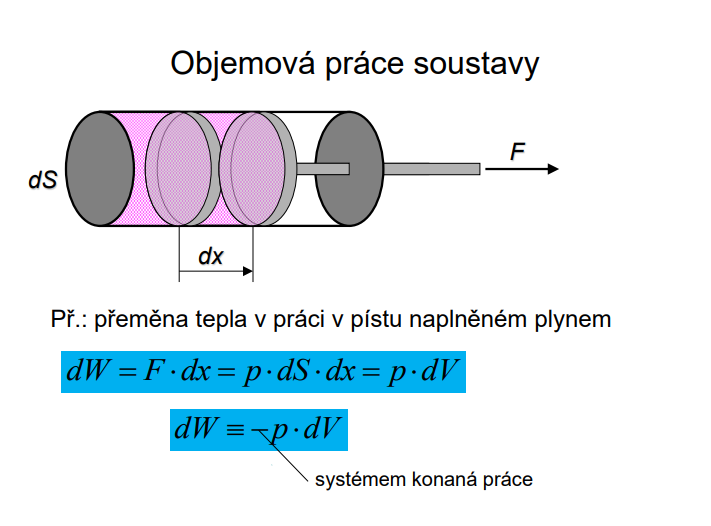 Objemová práce soustavy
F
dS
dx
Př.: přeměna tepla v práci v pístu naplněném plynem
dW = F · dx = p · dS · dx = p · dV
dW ≡ −p · dV
systémem konaná práce